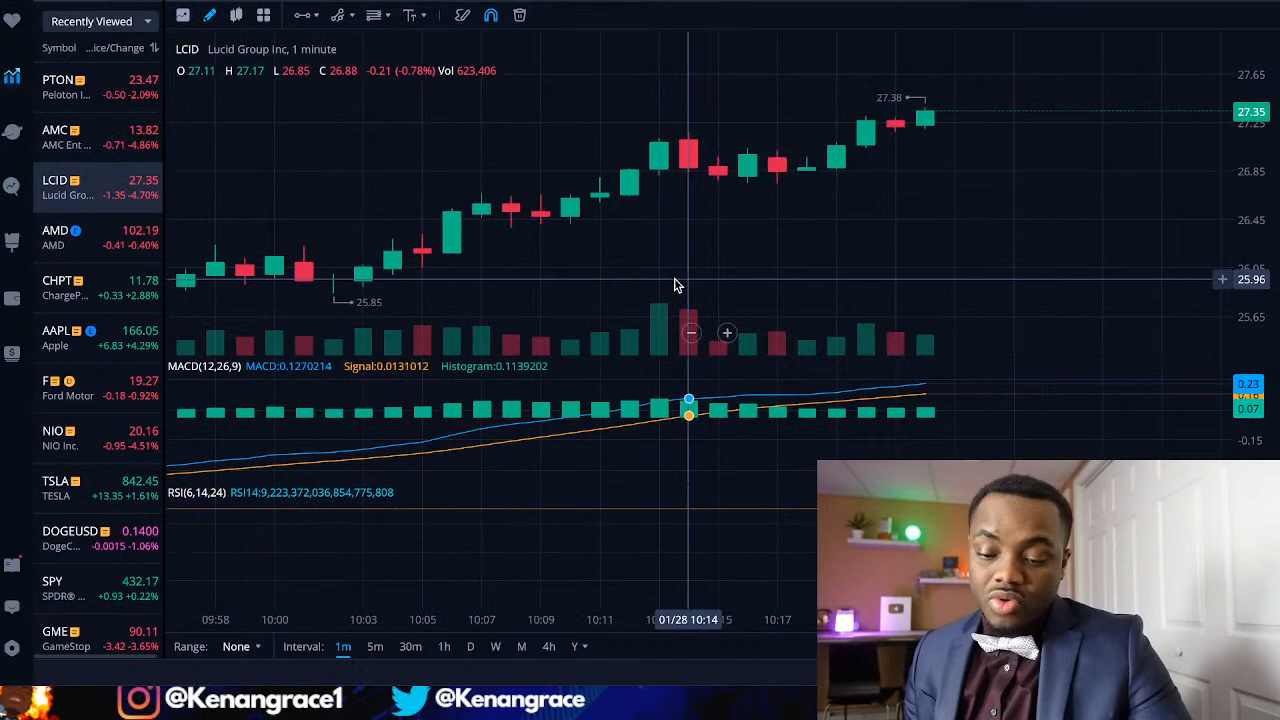 Recently Viewed
Symbol ...ice/Change
PTON 23.47
Peloton I... -0.50 -2.09%
AMC 13.82
AMC Ent ... -0.71 -4.86%
LCID 27.35
Lucid Gro... -1.35 -4.70%
AMD 102.19
AMD -0.41 -0.40%
CHPT 11.78
ChargeP... +0.33 +2.88%
AAPL 166.05
Apple +6.83 +4.29%
F 19.27
Ford Motor -0.18 -0.92%
NIO 20.16
NIO Inc. -0.95 -4.51%
TSLA 842.45
TESLA +13.35 +1.61%
DOGEUSD 0.1400
DogeC... -0.0015 -1.06%
SPY 432.17
SPDR® ... +0.93 +0.22%
GME 90.11
GameStop -3.42 -3.65%
LCID Lucid Group Inc, 1 minute
O 27.11 H 27.17 L 26.85 C 26.88 -0.21 (-0.78%) Vol 623,406
27.38
25.85
27.65
27.35
27.25
26.85
26.45
26.05
25.96
25.65
MACD(12,26,9) MACD:0.1270214 Signal:0.0131012 Histogram:0.1139202
0.23
0.07
-0.15
RSI(6,14,24) RSI14:9,223,372,036,854,775,808
09:58 10:00 10:03 10:05 10:07 10:09 10:11 01/28 10:14 10:17
Range: None Interval: 1m 5m 30m 1h D W M 4h Y
@Kenangrace1 @Kenangrace